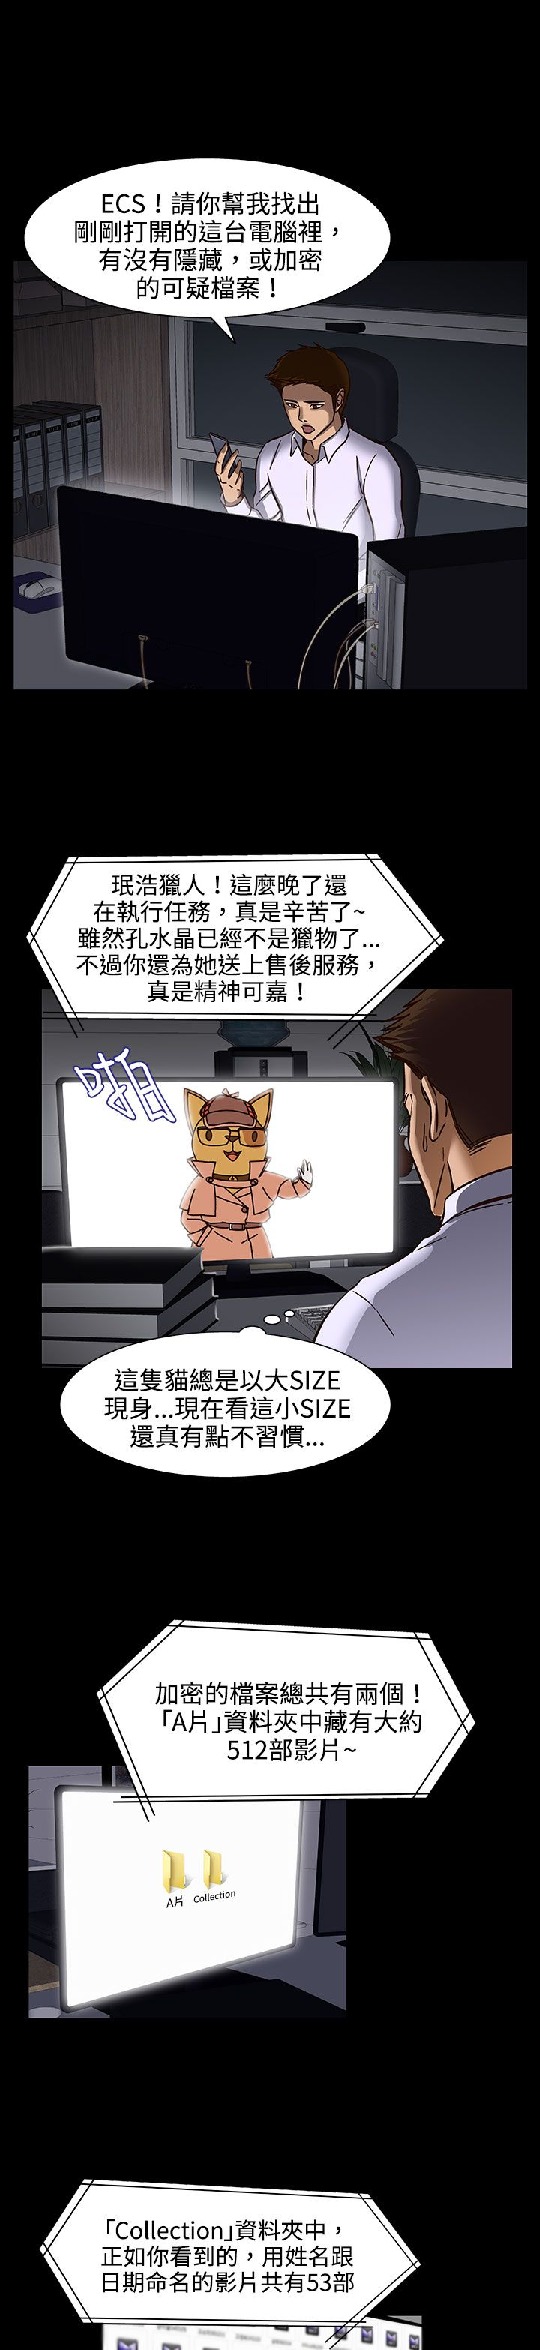 ECS！請你幫我找出
剛剛打開的這台電腦裡，
有沒有隱藏，或加密
的可疑檔案！
珉浩獵人！這麼晚了還
在執行任務，真是辛苦了~
雖然孔水晶已經不是獵物了...
不過你還為她送上售後服務，
真是精神可嘉！
啪
這隻貓總是以大SIZE
現身...現在看這小SIZE
還真有點不習慣...
加密的檔案總共有兩個！
「A片」資料夾中藏有大約
512部影片~
A片 Collection
「Collection」資料夾中，
正如你看到的，用姓名跟
日期命名的影片共有53部